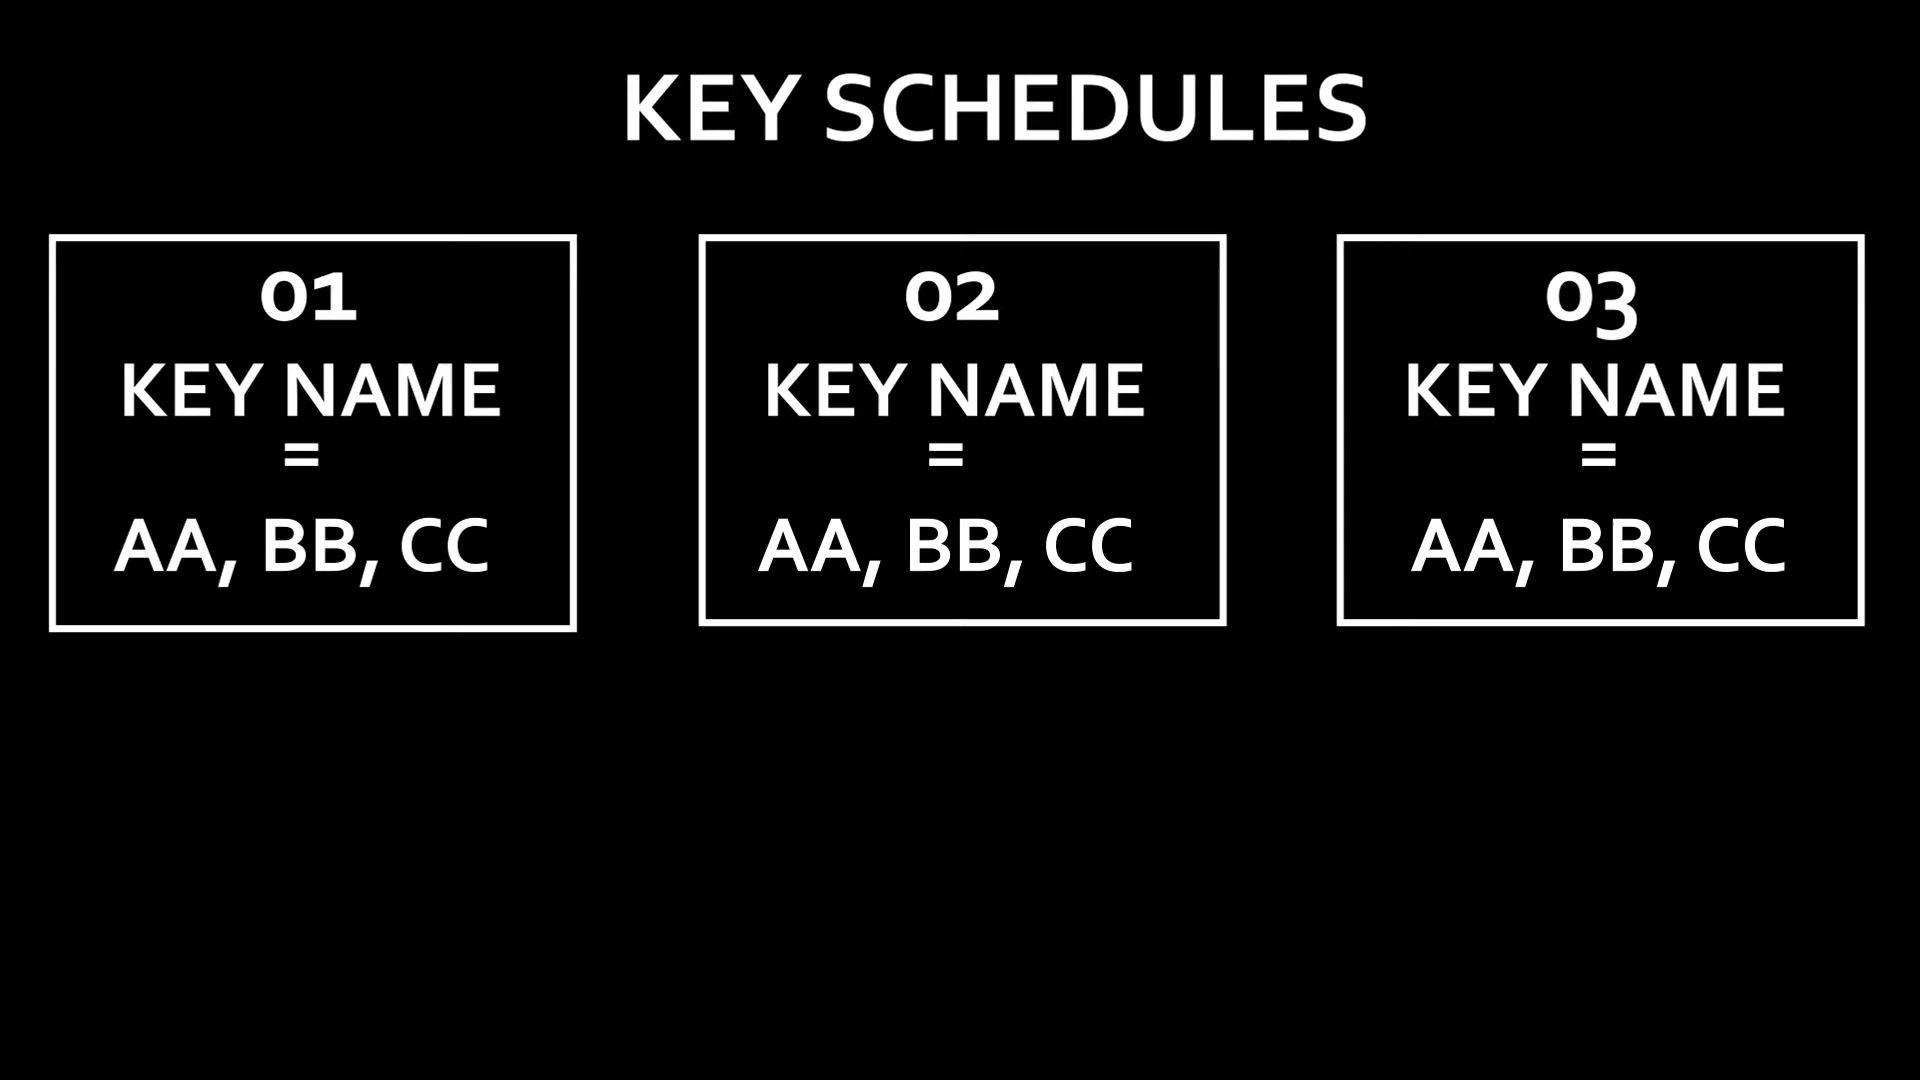 KEY SCHEDULES
01
KEY NAME
=
AA, BB, CC
02
KEY NAME
=
AA, BB, CC
03
KEY NAME
=
AA, BB, CC